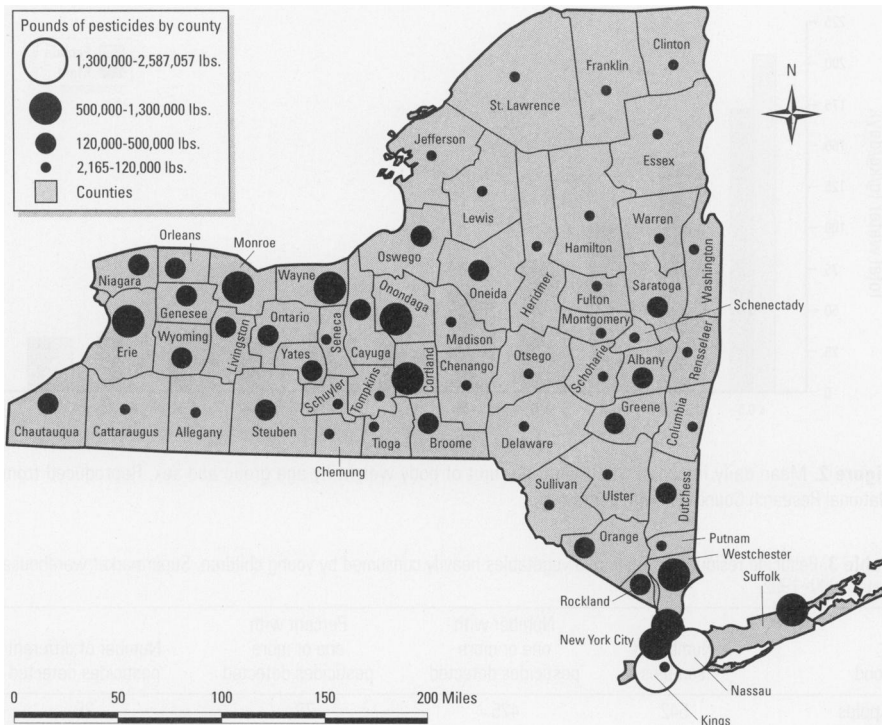 Pounds of pesticides by county
1,300,000-2,587,057 lbs.
500,000-1,300,000 lbs.
120,000-500,000 lbs.
2,165-120,000 lbs.
Counties
N
Clinton
Franklin
St. Lawrence
Jefferson
Essex
Lewis
Warren
Hamilton
Washington
Orleans
Monroe
Oswego
Heridmer
Niagara
Wayne
Oneida
Fulton
Saratoga
Genesee
Onondaga
Montgomery
Schenectady
Ontario
Seneca
Madison
Erie
Wyoming
Livingston
Cayuga
Otsego
Schoharie
Albany
Rensselaer
Yates
Cortland
Chenango
Schuyler
Tompkins
Greene
Columbia
Chautauqua
Cattaraugus
Allegany
Steuben
Tioga
Broome
Delaware
Chemung
Sullivan
Ulster
Dutchess
Orange
Putnam
Westchester
Rockland
Suffolk
New York City
Nassau
Kings
0 50 100 150 200 Miles